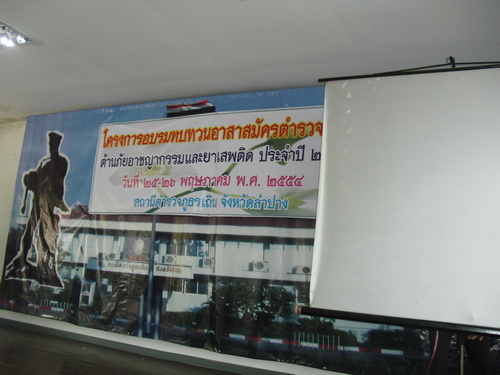 โครงการอบรมทบทวนอาสาสมัครตำรวจ
ต้านภัยอาชญากรรมและยาเสพติด ประจำปี ๒
วันที่ ๒๕-๒๖ พฤษภาคม พ.ศ. ๒๕๕๔
สถานีตำรวจภูธรเถิน จังหวัดลำปาง